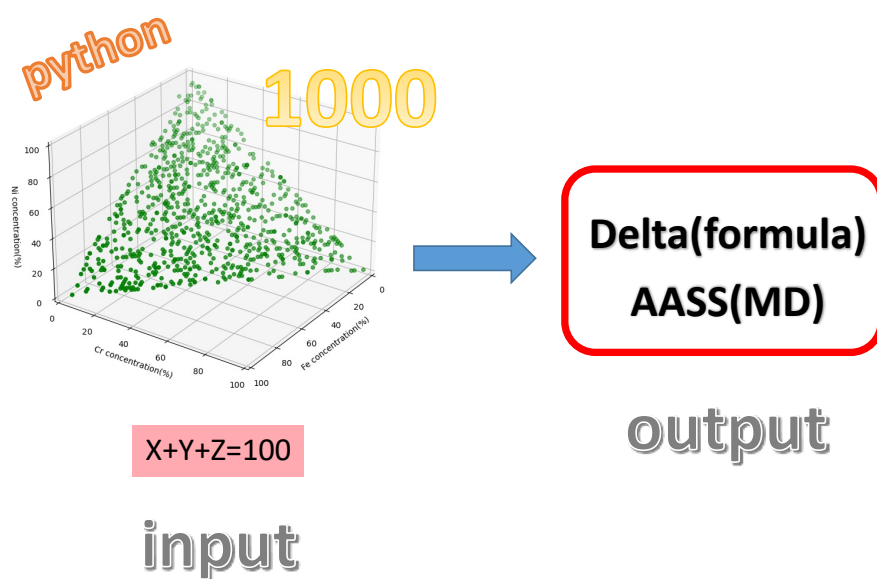 python
1000
100
80
60
40
20
0
Ni concentration(%)
0
20
40
60
80
100
Cr concentration(%)
0
20
40
60
80
100
Fe concentration(%)
Delta(formula)
AASS(MD)
output
X+Y+Z=100
input